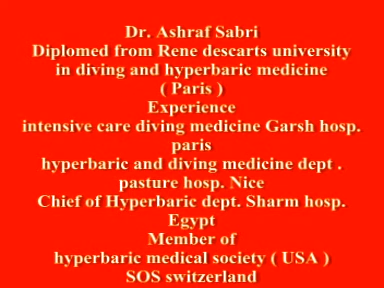 Dr. Ashraf Sabri
Diplomed from Rene descarts university
in diving and hyperbaric medicine
( Paris )
Experience
intensive care diving medicine Garsh hosp.
paris
hyperbaric and diving medicine dept .
pasture hosp. Nice
Chief of Hyperbaric dept. Sharm hosp.
Egypt
Member of
hyperbaric medical society ( USA )
SOS switzerland